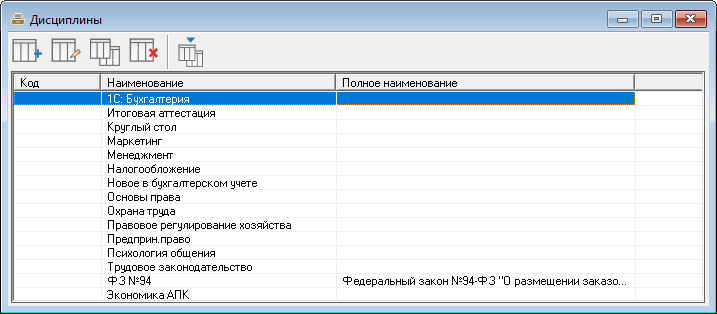 Дисциплины
Код Наименование Полное наименование
1С: Бухгалтерия
Итоговая аттестация
Круглый стол
Маркетинг
Менеджмент
Налогообложение
Новое в бухгалтерском учете
Основы права
Охрана труда
Правовое регулирование хозяйства
Предприн.право
Психология общения
Трудовое законодательство
ФЗ №94 Федеральный закон №94-ФЗ "О размещении заказо...
Экономика АПК